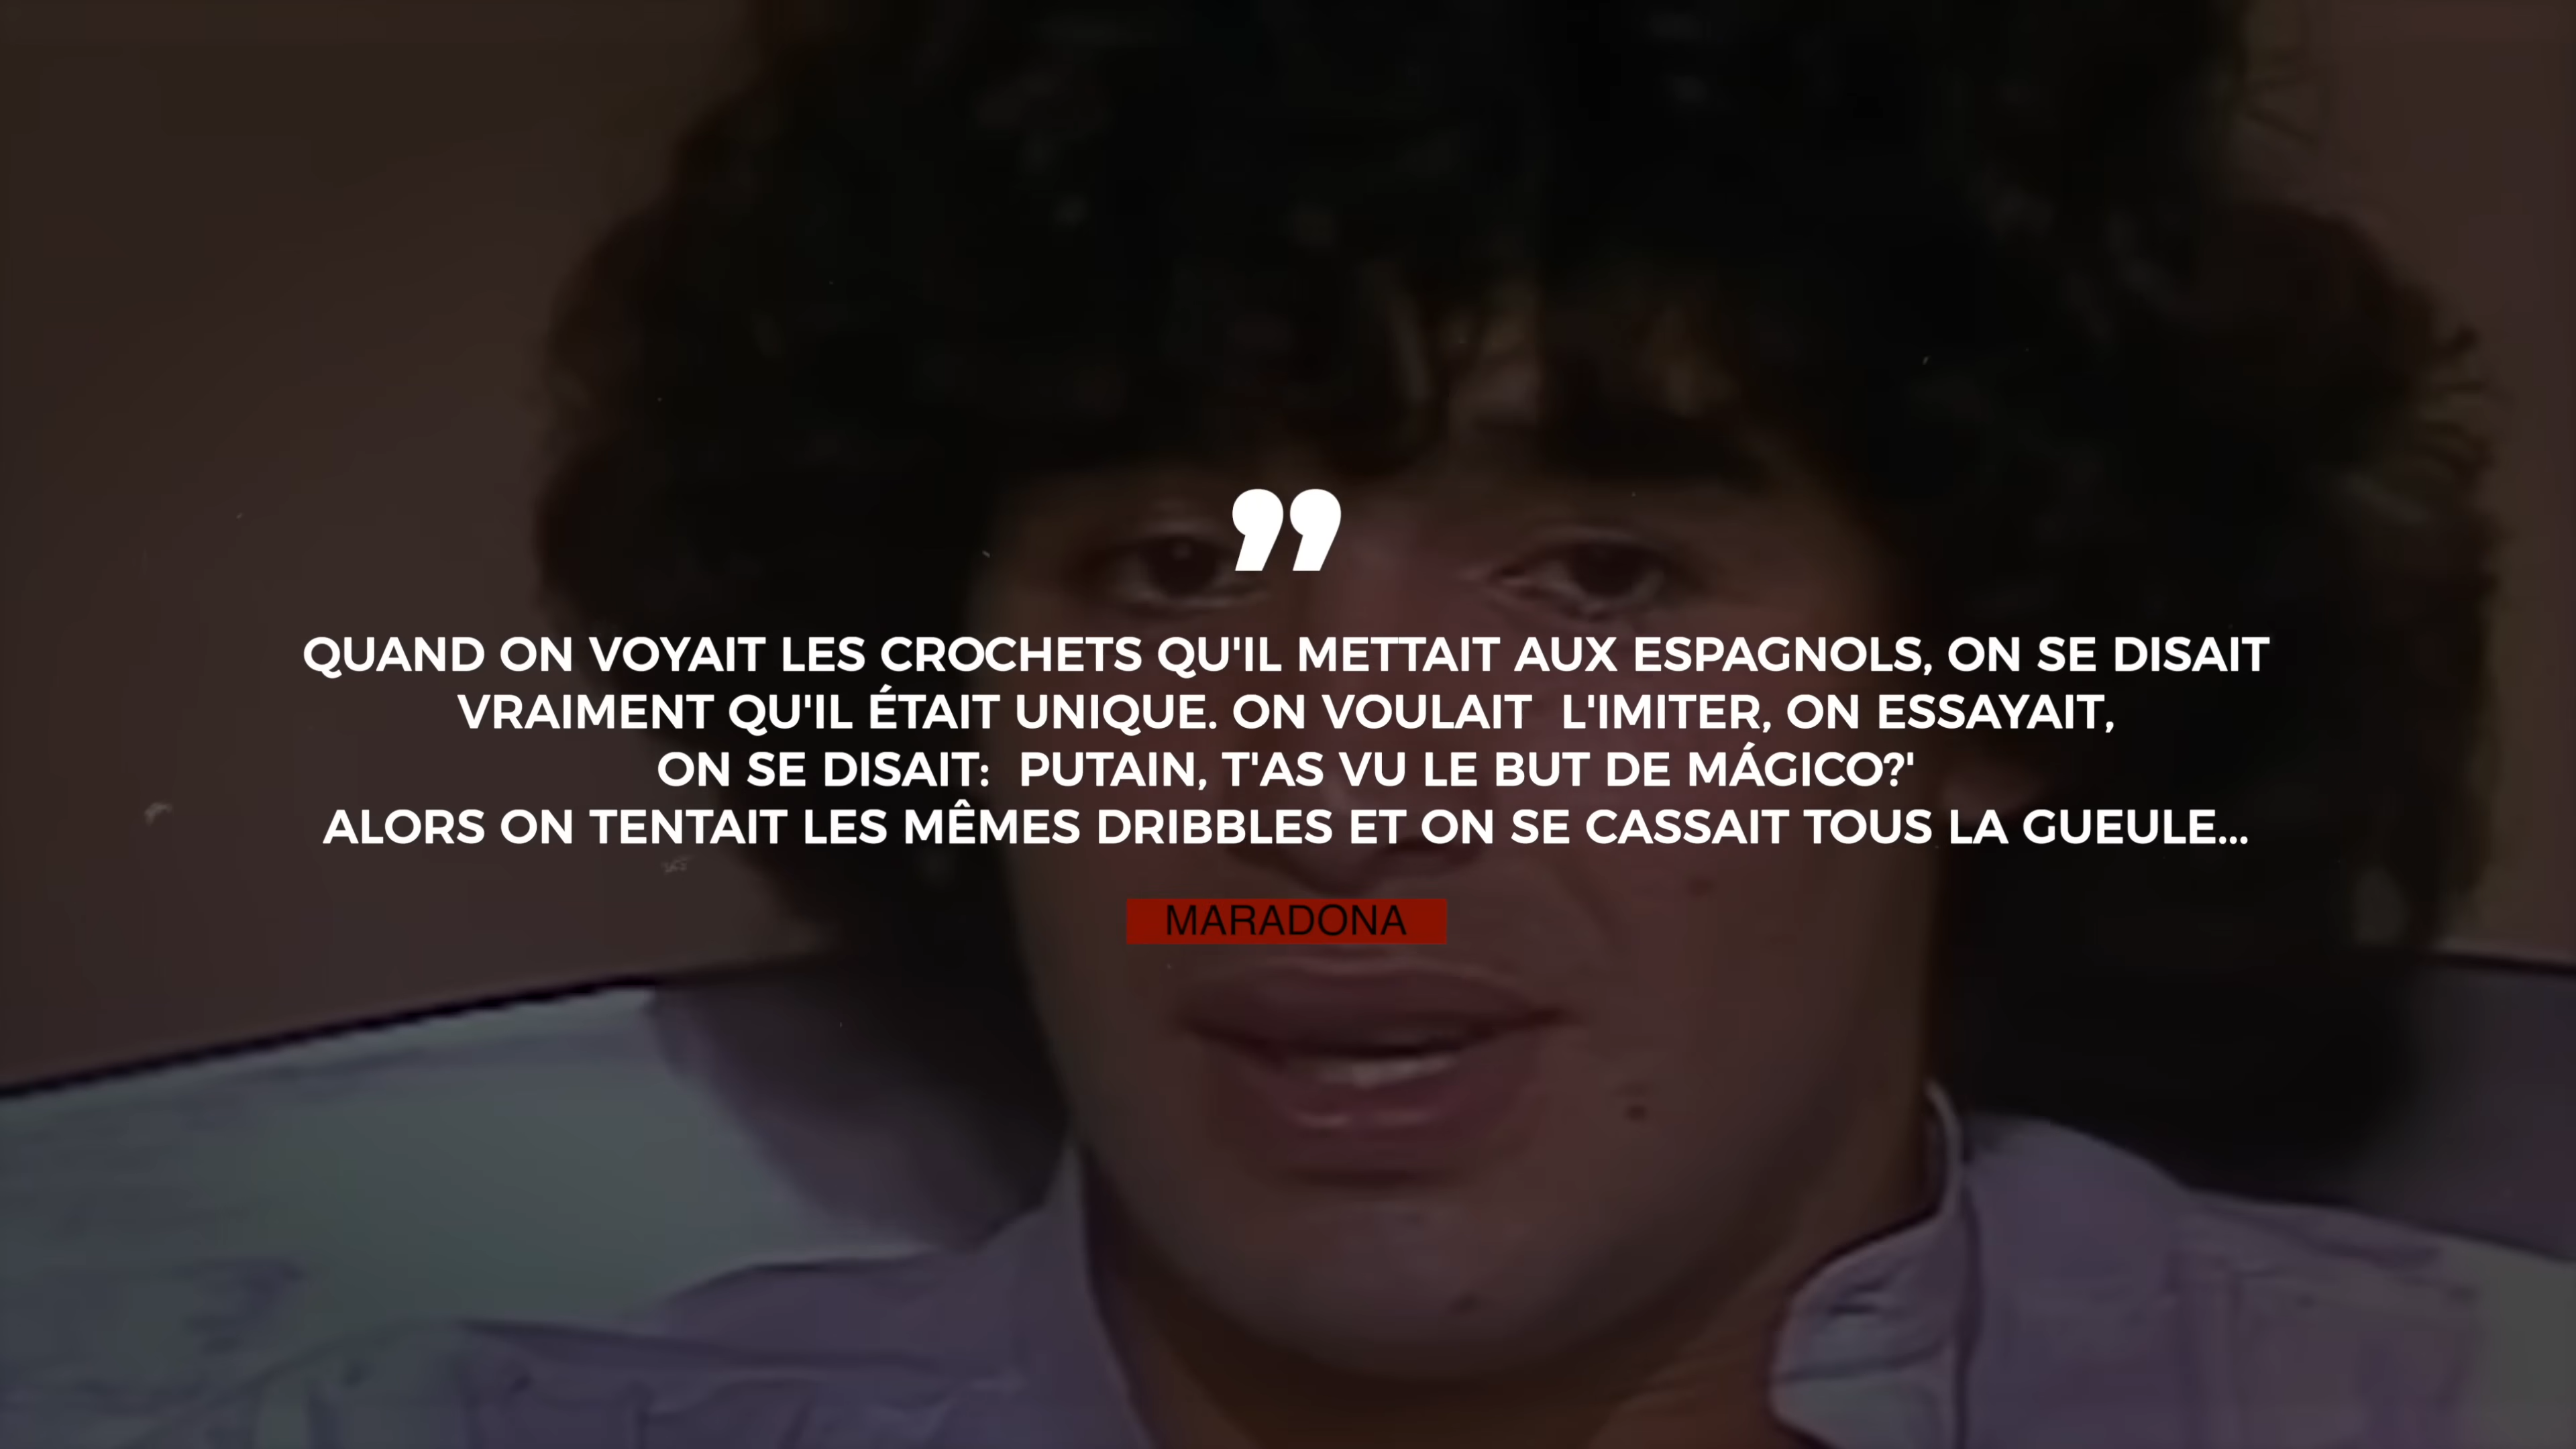 ”
QUAND ON VOYAIT LES CROCHETS QU'IL METTAIT AUX ESPAGNOLS, ON SE DISAIT
VRAIMENT QU'IL ÉTAIT UNIQUE. ON VOULAIT  L'IMITER, ON ESSAYAIT,
ON SE DISAIT:  PUTAIN, T'AS VU LE BUT DE MÁGICO?'
ALORS ON TENTAIT LES MÊMES DRIBBLES ET ON SE CASSAIT TOUS LA GUEULE...
MARADONA